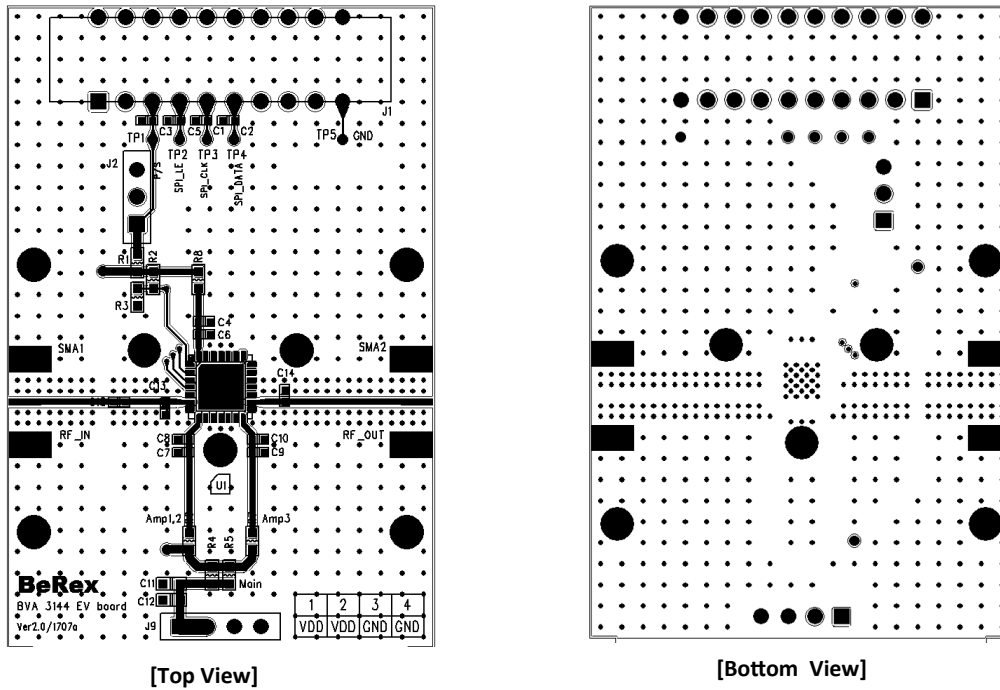 J1
C3
C5
C1
C2
TP1
TP2
TP3
TP4
TP5
GND
J2
P/S
SPI_LE
SPI_CLK
SPI_DATA
R1
R2
R8
R3
C4
C6
SMA1
SMA2
C14
C13
RF_IN
RF_OUT
C8
C7
C10
C9
U1
Amp1,2
Amp3
R4
R5
BeRex
C11
Main
BVA 3144 EV board
C12
1 2 3 4
Ver2.0/1707a
J9
VDD VDD GND GND
[Top View]
[Bottom View]